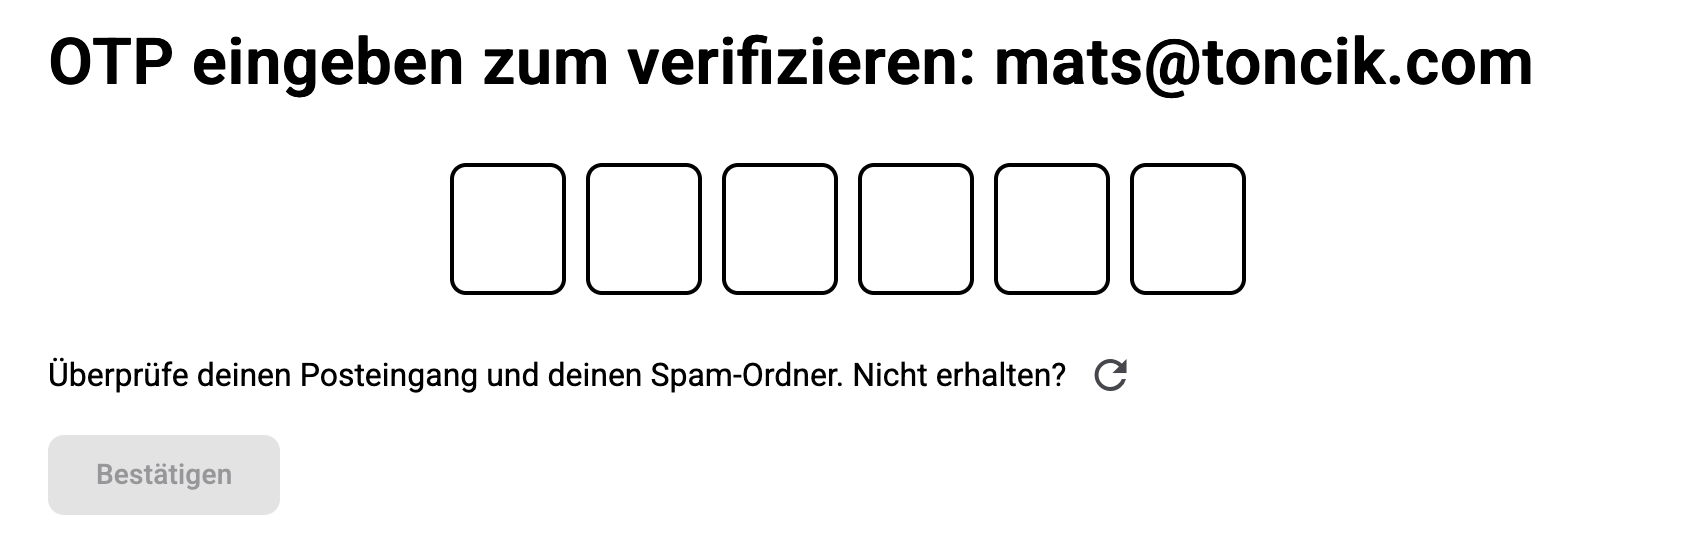 OTP eingeben zum verifizieren: mats@toncik.com
Überprüfe deinen Posteingang und deinen Spam-Ordner. Nicht erhalten?
Bestätigen